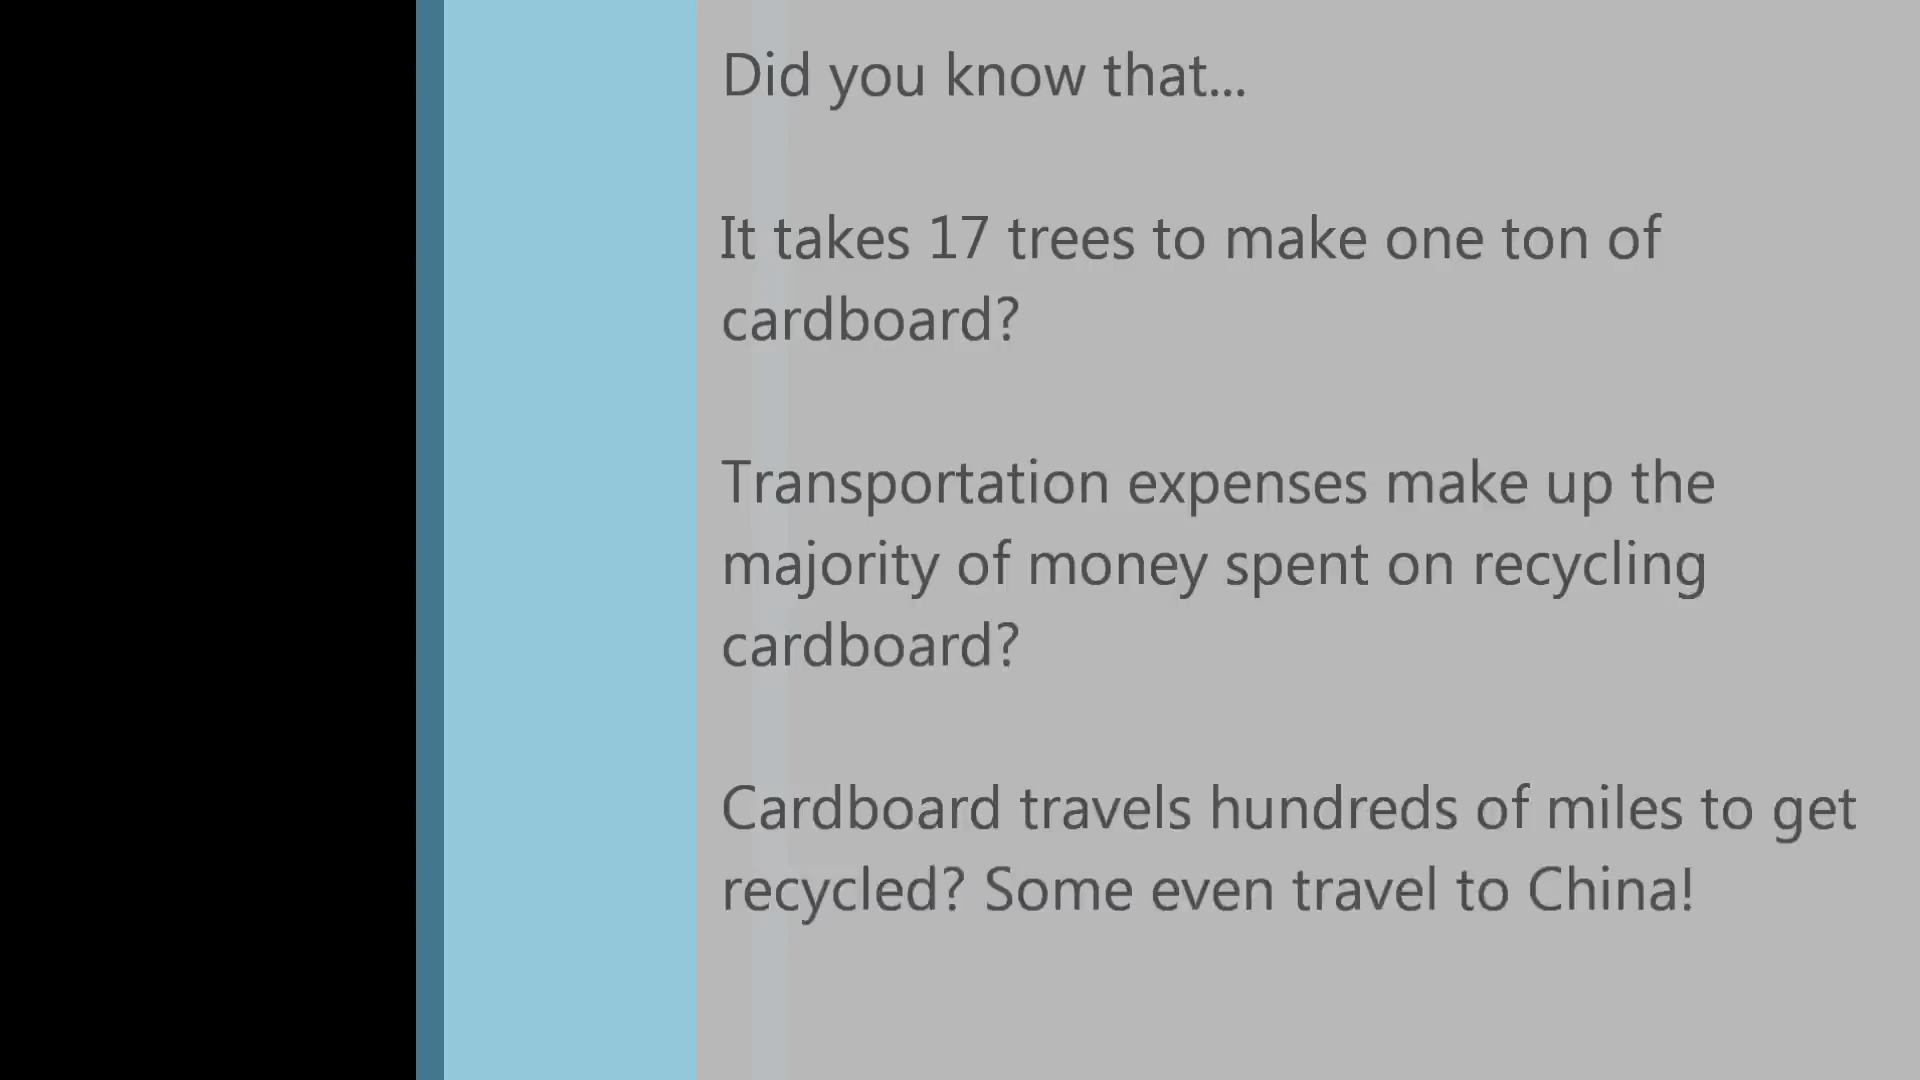 Did you know that...
It takes 17 trees to make one ton of
cardboard?
Transportation expenses make up the
majority of money spent on recycling
cardboard?
Cardboard travels hundreds of miles to get
recycled? Some even travel to China!